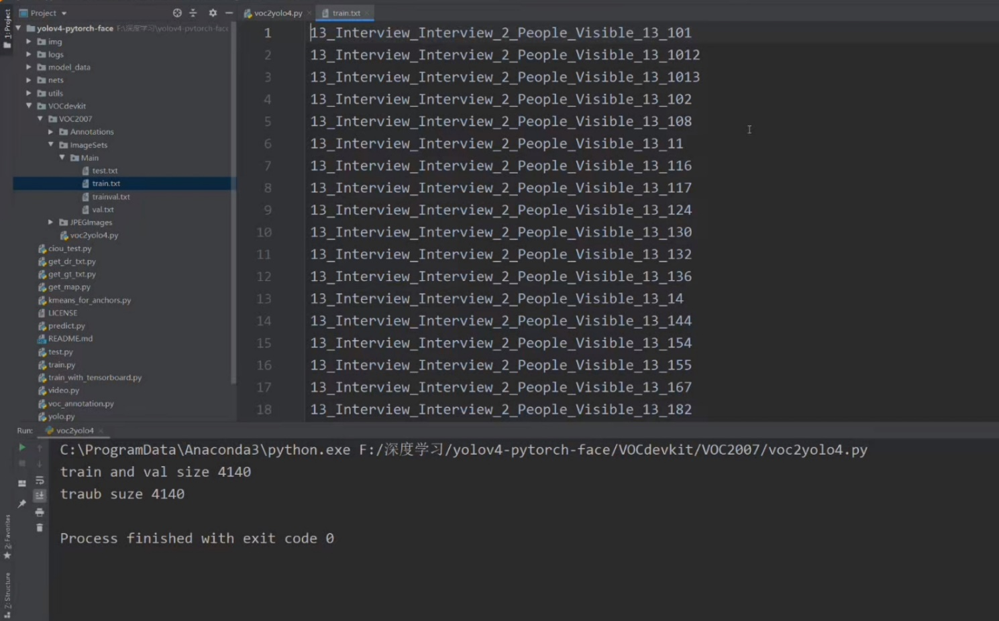 Project
voc2yolo4.py
train.txt
1: Project
yolov4-pytorch-face F:\深度学习\yolov4-pytorch-face
img
logs
model_data
nets
utils
VOCdevkit
VOC2007
Annotations
ImageSets
Main
test.txt
train.txt
trainval.txt
val.txt
JPEGImages
voc2yolo4.py
ciou_test.py
get_dr_txt.py
get_gt_txt.py
get_map.py
kmeans_for_anchors.py
LICENSE
predict.py
README.md
test.py
train.py
train_with_tensorboard.py
video.py
voc_annotation.py
yolo.py
1 13_Interview_Interview_2_People_Visible_13_101
2 13_Interview_Interview_2_People_Visible_13_1012
3 13_Interview_Interview_2_People_Visible_13_1013
4 13_Interview_Interview_2_People_Visible_13_102
5 13_Interview_Interview_2_People_Visible_13_108
6 13_Interview_Interview_2_People_Visible_13_11
7 13_Interview_Interview_2_People_Visible_13_116
8 13_Interview_Interview_2_People_Visible_13_117
9 13_Interview_Interview_2_People_Visible_13_124
10 13_Interview_Interview_2_People_Visible_13_130
11 13_Interview_Interview_2_People_Visible_13_132
12 13_Interview_Interview_2_People_Visible_13_136
13 13_Interview_Interview_2_People_Visible_13_14
14 13_Interview_Interview_2_People_Visible_13_144
15 13_Interview_Interview_2_People_Visible_13_154
16 13_Interview_Interview_2_People_Visible_13_155
17 13_Interview_Interview_2_People_Visible_13_167
18 13_Interview_Interview_2_People_Visible_13_182
Run: voc2yolo4
C:\ProgramData\Anaconda3\python.exe F:/深度学习/yolov4-pytorch-face/VOCdevkit/VOC2007/voc2yolo4.py
train and val size 4140
traub suze 4140
Process finished with exit code 0
2: Favorites
Z: Structure